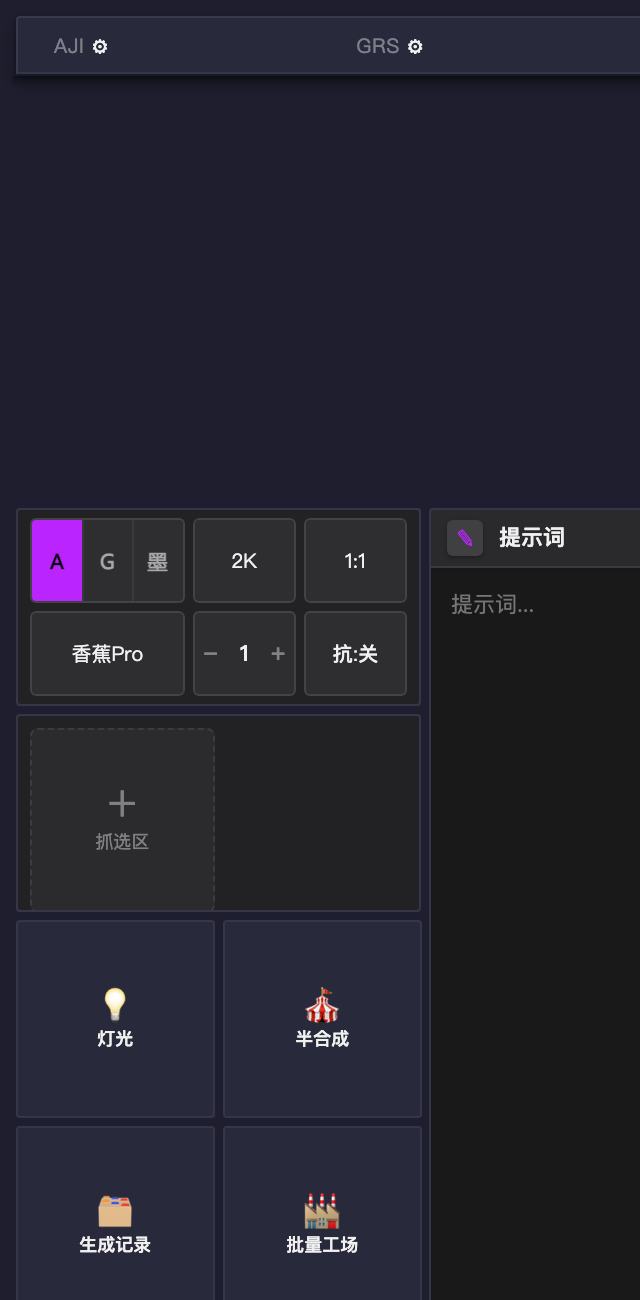 AJI ⚙ GRS ⚙
A G 墨 2K 1:1
香蕉Pro − 1 + 抗:关
提示词
提示词...
+
抓选区
灯光 半合成
生成记录 批量工场